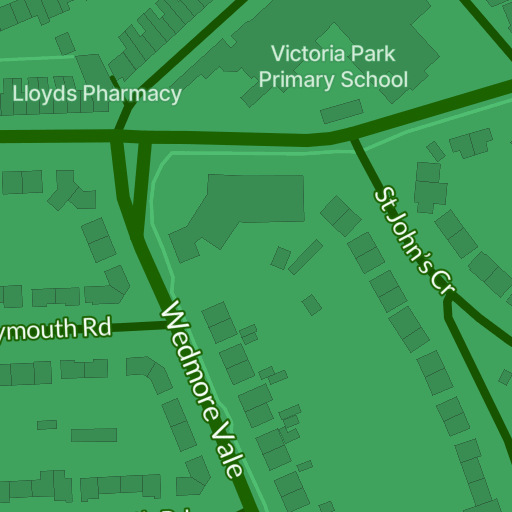 Victoria Park
Primary School
Lloyds Pharmacy
St John's Cr
ymouth Rd
Wedmore Vale